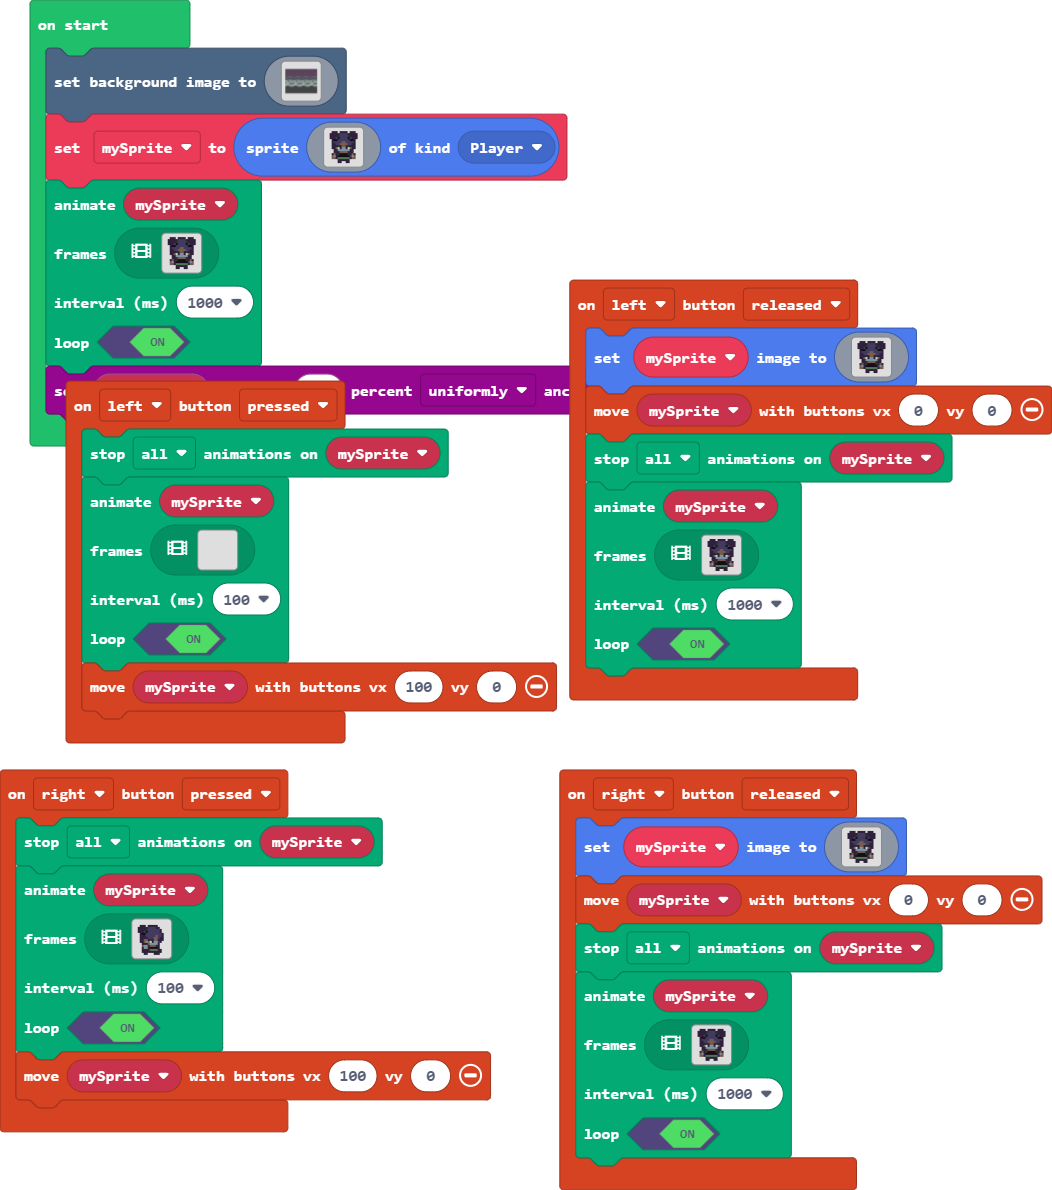 on start
set background image to
set mySprite to sprite of kind Player
animate mySprite
frames
interval (ms) 1000
loop ON
percent uniformly
on left button pressed
stop all animations on mySprite
animate mySprite
frames
interval (ms) 100
loop ON
move mySprite with buttons vx 100 vy 0
on left button released
set mySprite image to
move mySprite with buttons vx 0 vy 0
stop all animations on mySprite
animate mySprite
frames
interval (ms) 1000
loop ON
on right button pressed
stop all animations on mySprite
animate mySprite
frames
interval (ms) 100
loop ON
move mySprite with buttons vx 100 vy 0
on right button released
set mySprite image to
move mySprite with buttons vx 0 vy 0
stop all animations on mySprite
animate mySprite
frames
interval (ms) 1000
loop ON